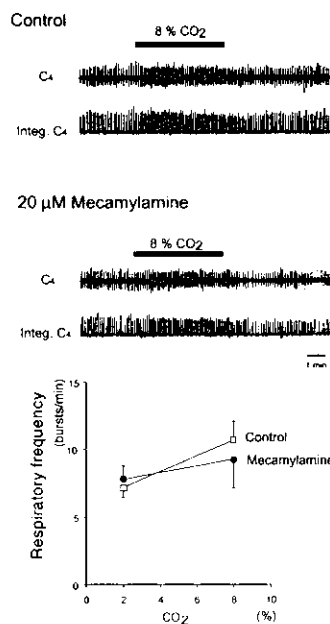 Control
8 % CO2
C4
Integ. C4
20 μM Mecamylamine
8 % CO2
C4
Integ. C4
1 min
15
10
5
0
Respiratory frequency
(bursts/min)
Control
Mecamylamine
0 2 4 6 8 10
CO2 (%)